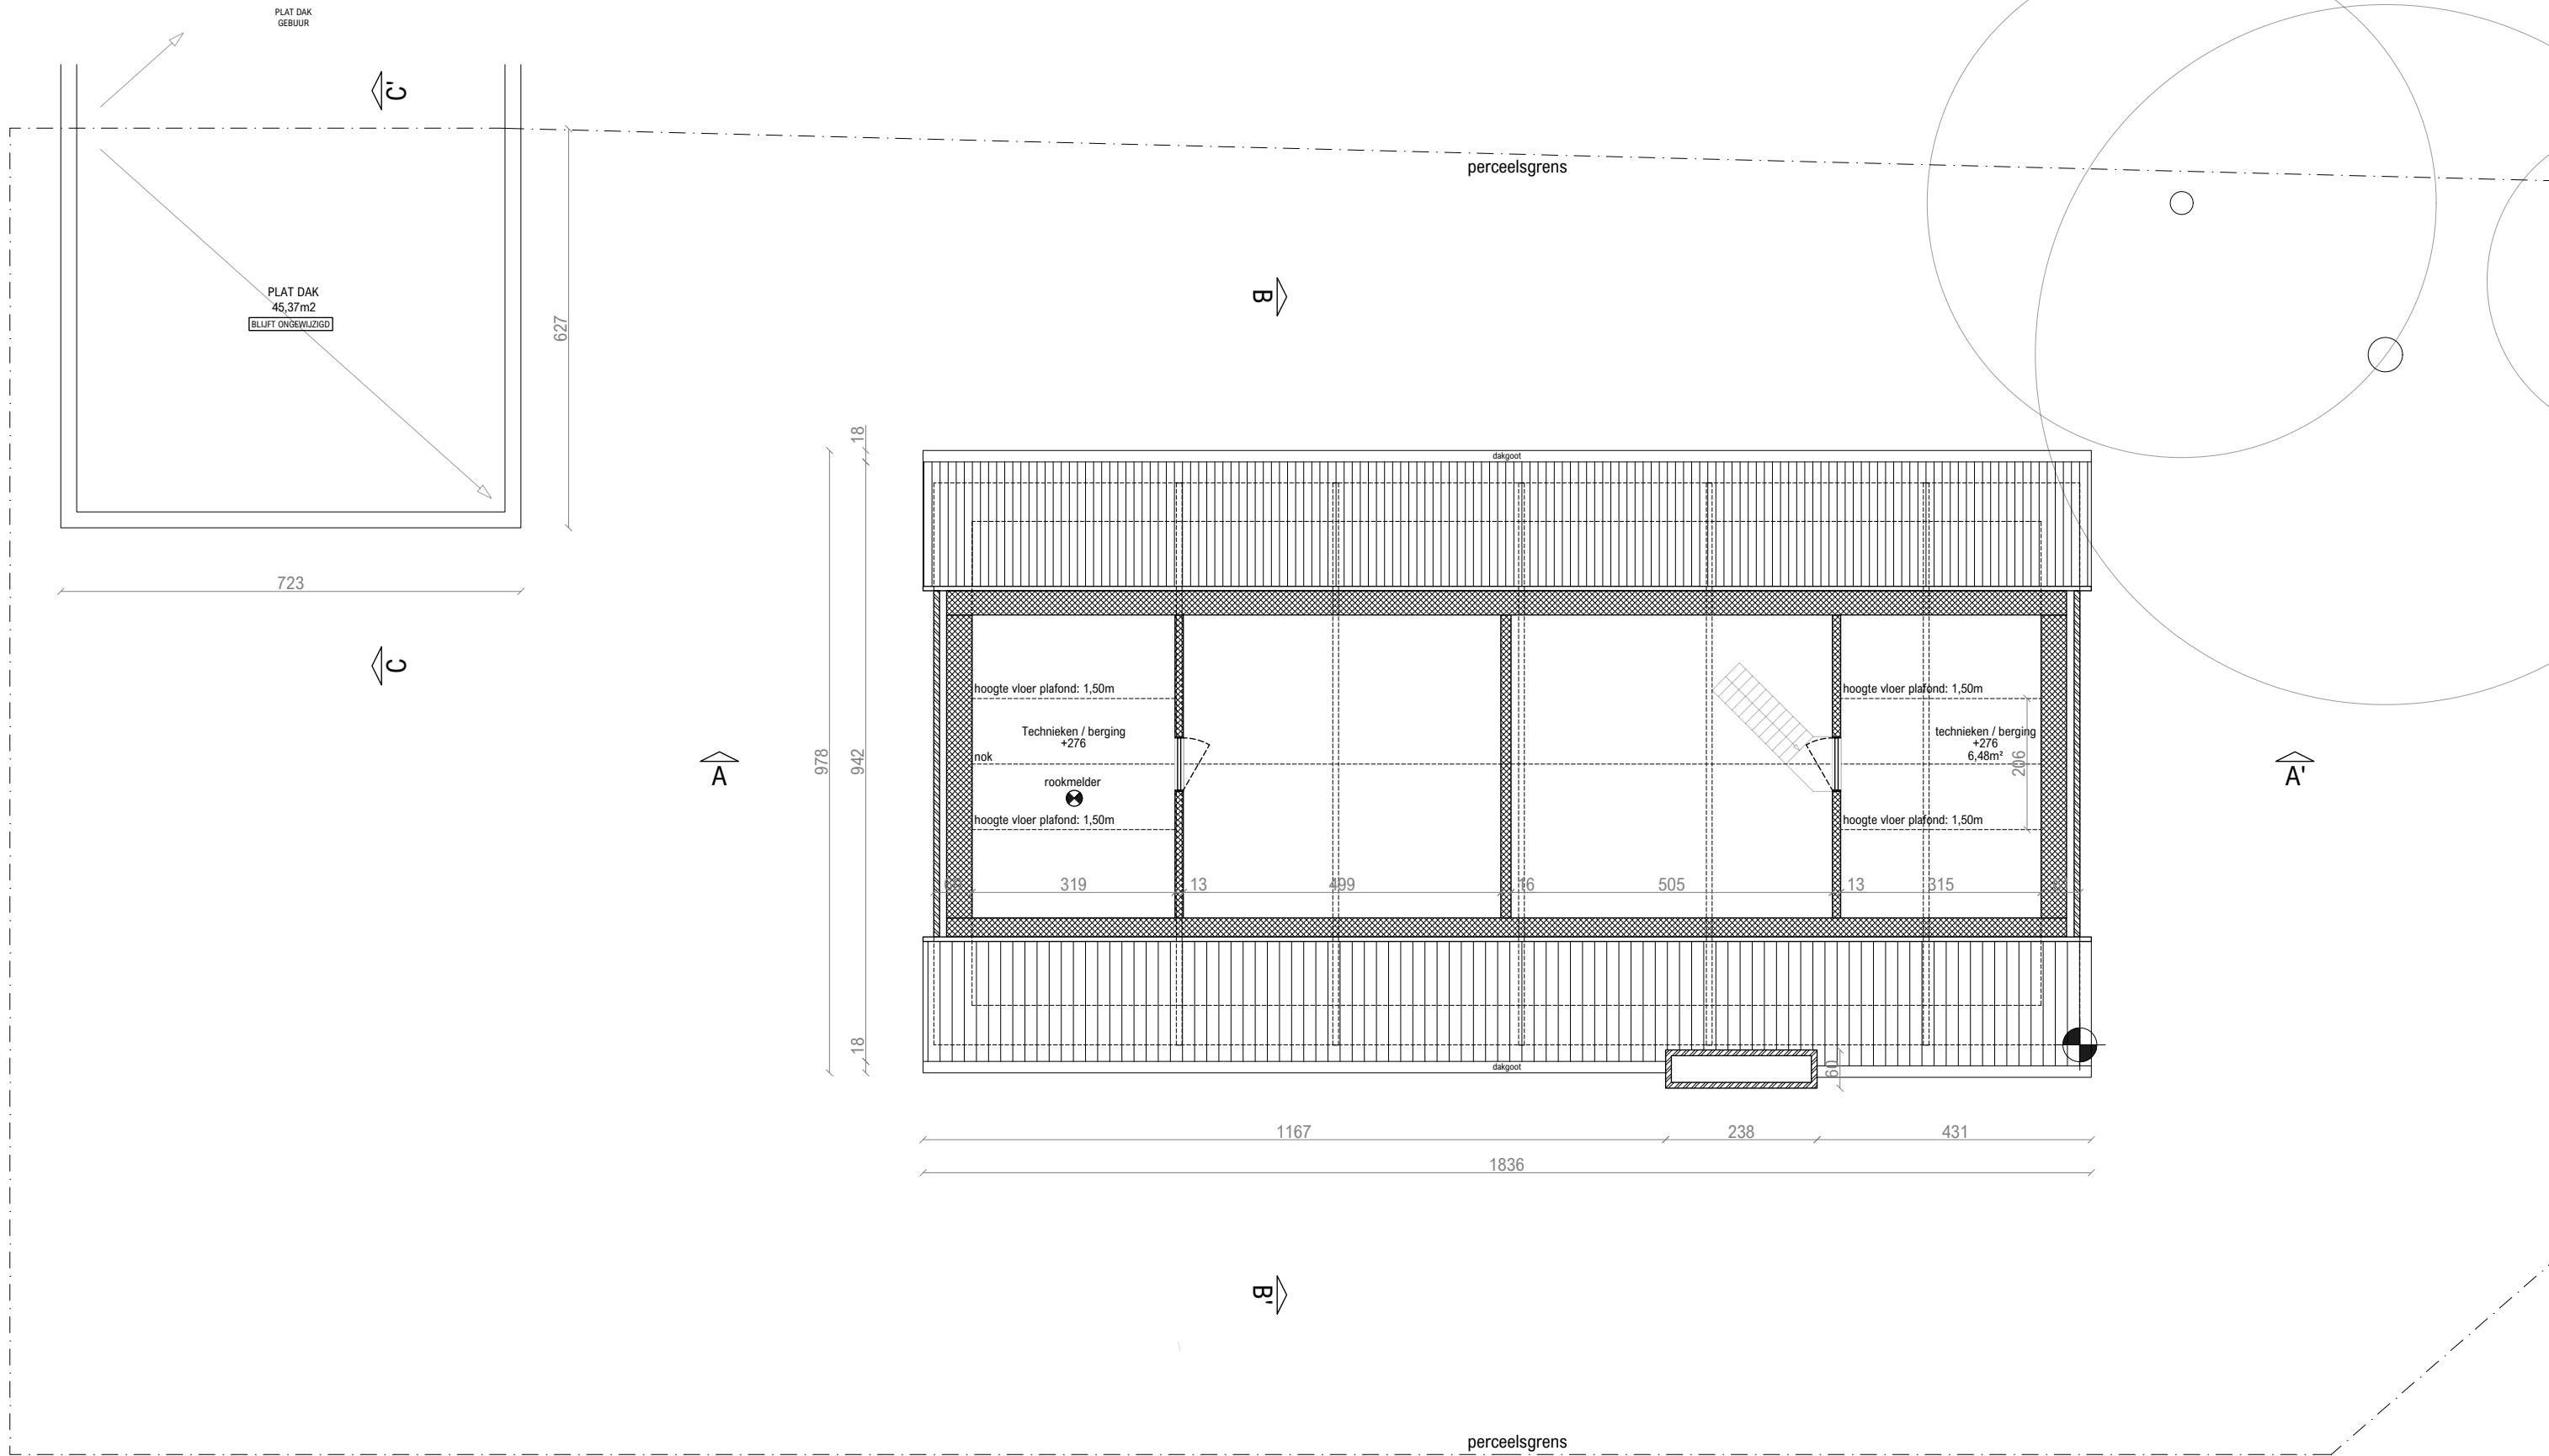 PLAT DAK
GEBUUR
C'
perceelsgrens
PLAT DAK
45,37m2
BLIJFT ONGEWIJZIGD
627
B
723
C
18
978
942
18
dakgoot
hoogte vloer plafond: 1,50m
hoogte vloer plafond: 1,50m
Technieken / berging
+276
technieken / berging
+276
6,48m²
206
nok
rookmelder
A
A'
hoogte vloer plafond: 1,50m
hoogte vloer plafond: 1,50m
319
13
499
16
505
13
315
dakgoot
60
1167
238
431
1836
B'
perceelsgrens